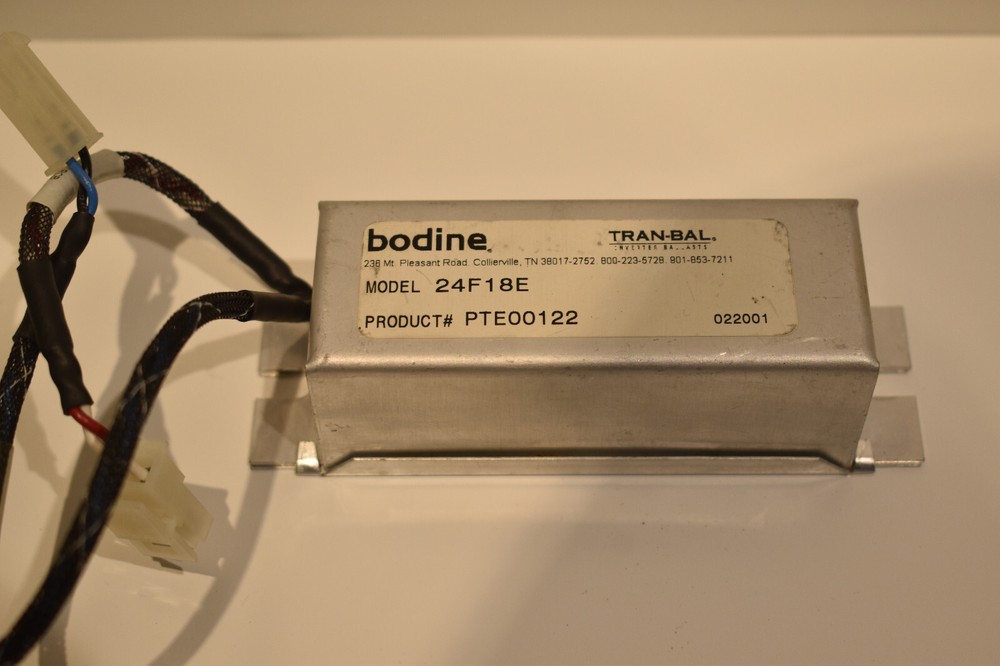 bodine®
TRAN-BAL®
INVERTER BALLASTS
236 Mt. Pleasant Road. Collierville, TN 38017-2752. 800-223-5728. 901-853-7211
MODEL 24F18E
PRODUCT# PTE00122
022001